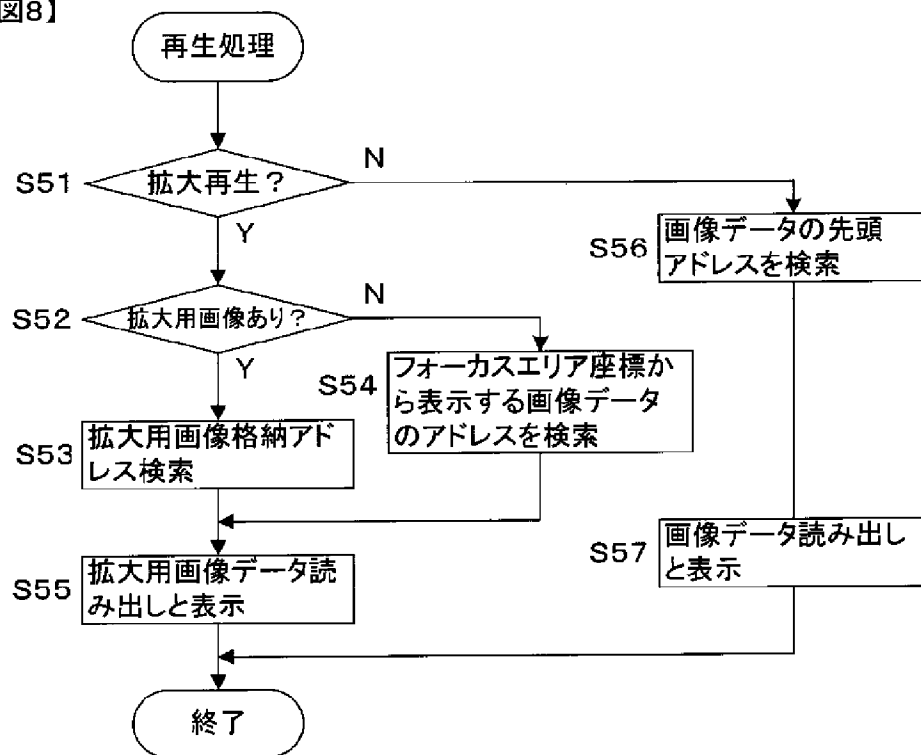 図8】
再生処理
S51
拡大再生？
N
Y
S56
画像データの先頭
アドレスを検索
S52
拡大用画像あり？
N
Y
S54
フォーカスエリア座標か
ら表示する画像データ
のアドレスを検索
S53
拡大用画像格納アド
レス検索
S57
画像データ読み出し
と表示
S55
拡大用画像データ読
み出しと表示
終了